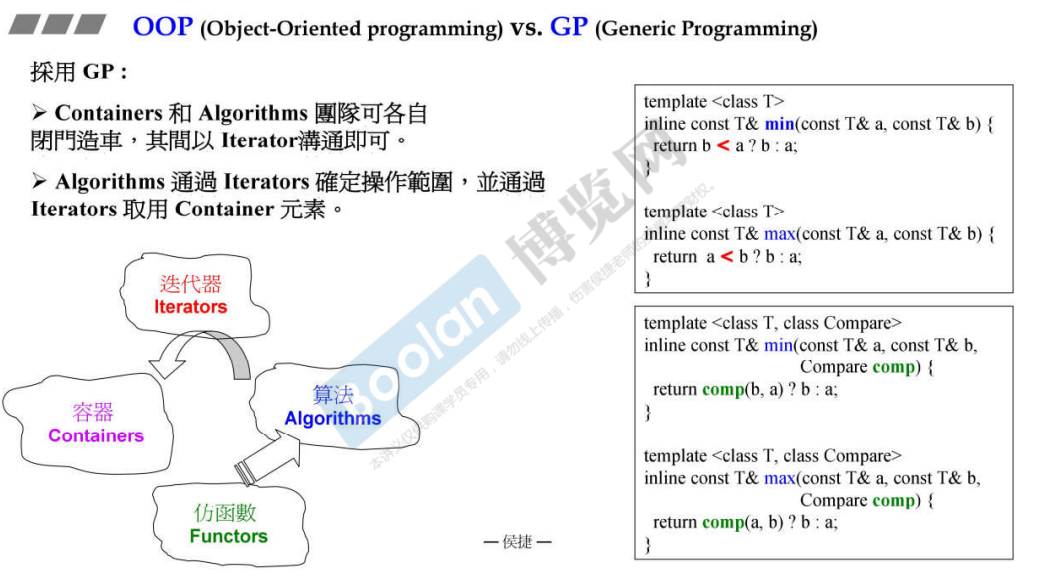 OOP (Object-Oriented programming) vs. GP (Generic Programming)
採用 GP :
➢ Containers 和 Algorithms 團隊可各自
閉門造車，其間以 Iterator溝通即可。
➢ Algorithms 通過 Iterators 確定操作範圍，並通過
Iterators 取用 Container 元素。
迭代器
Iterators
容器
Containers
算法
Algorithms
仿函數
Functors
— 侯捷 —
template <class T>
inline const T& min(const T& a, const T& b) {
return b < a ? b : a;
}
template <class T>
inline const T& max(const T& a, const T& b) {
return a < b ? b : a;
}
template <class T, class Compare>
inline const T& min(const T& a, const T& b,
Compare comp) {
return comp(b, a) ? b : a;
}
template <class T, class Compare>
inline const T& max(const T& a, const T& b,
Compare comp) {
return comp(a, b) ? b : a;
}
Boolan 博览网